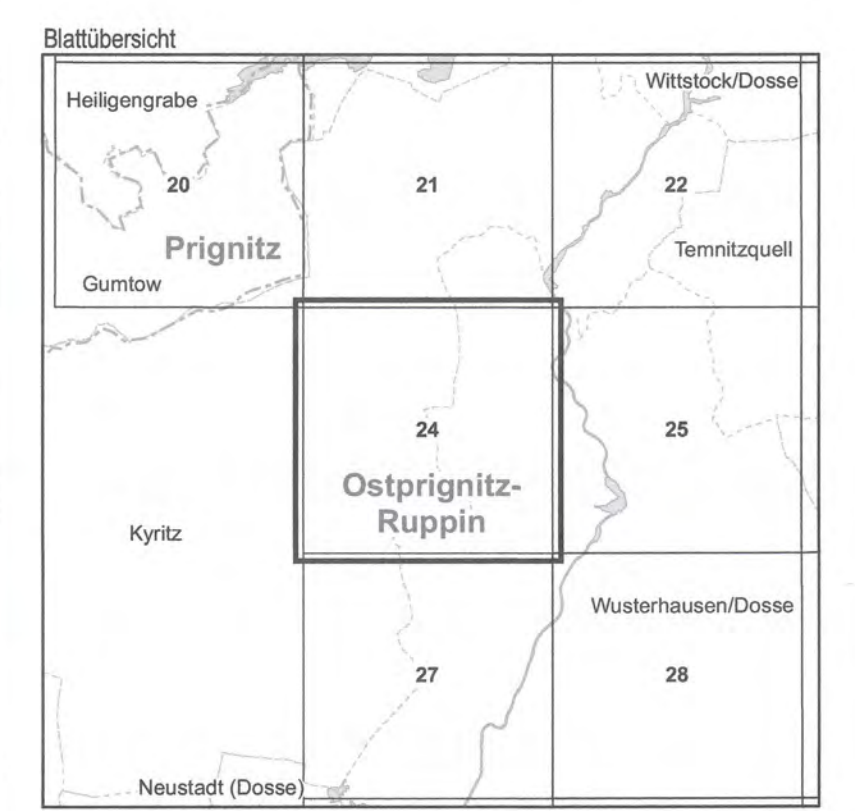 Blattübersicht
Heiligengrabe
Wittstock/Dosse
20
21
22
Prignitz
Temnitzquell
Gumtow
24
25
Ostprignitz-
Ruppin
Kyritz
Wusterhausen/Dosse
27
28
Neustadt (Dosse)